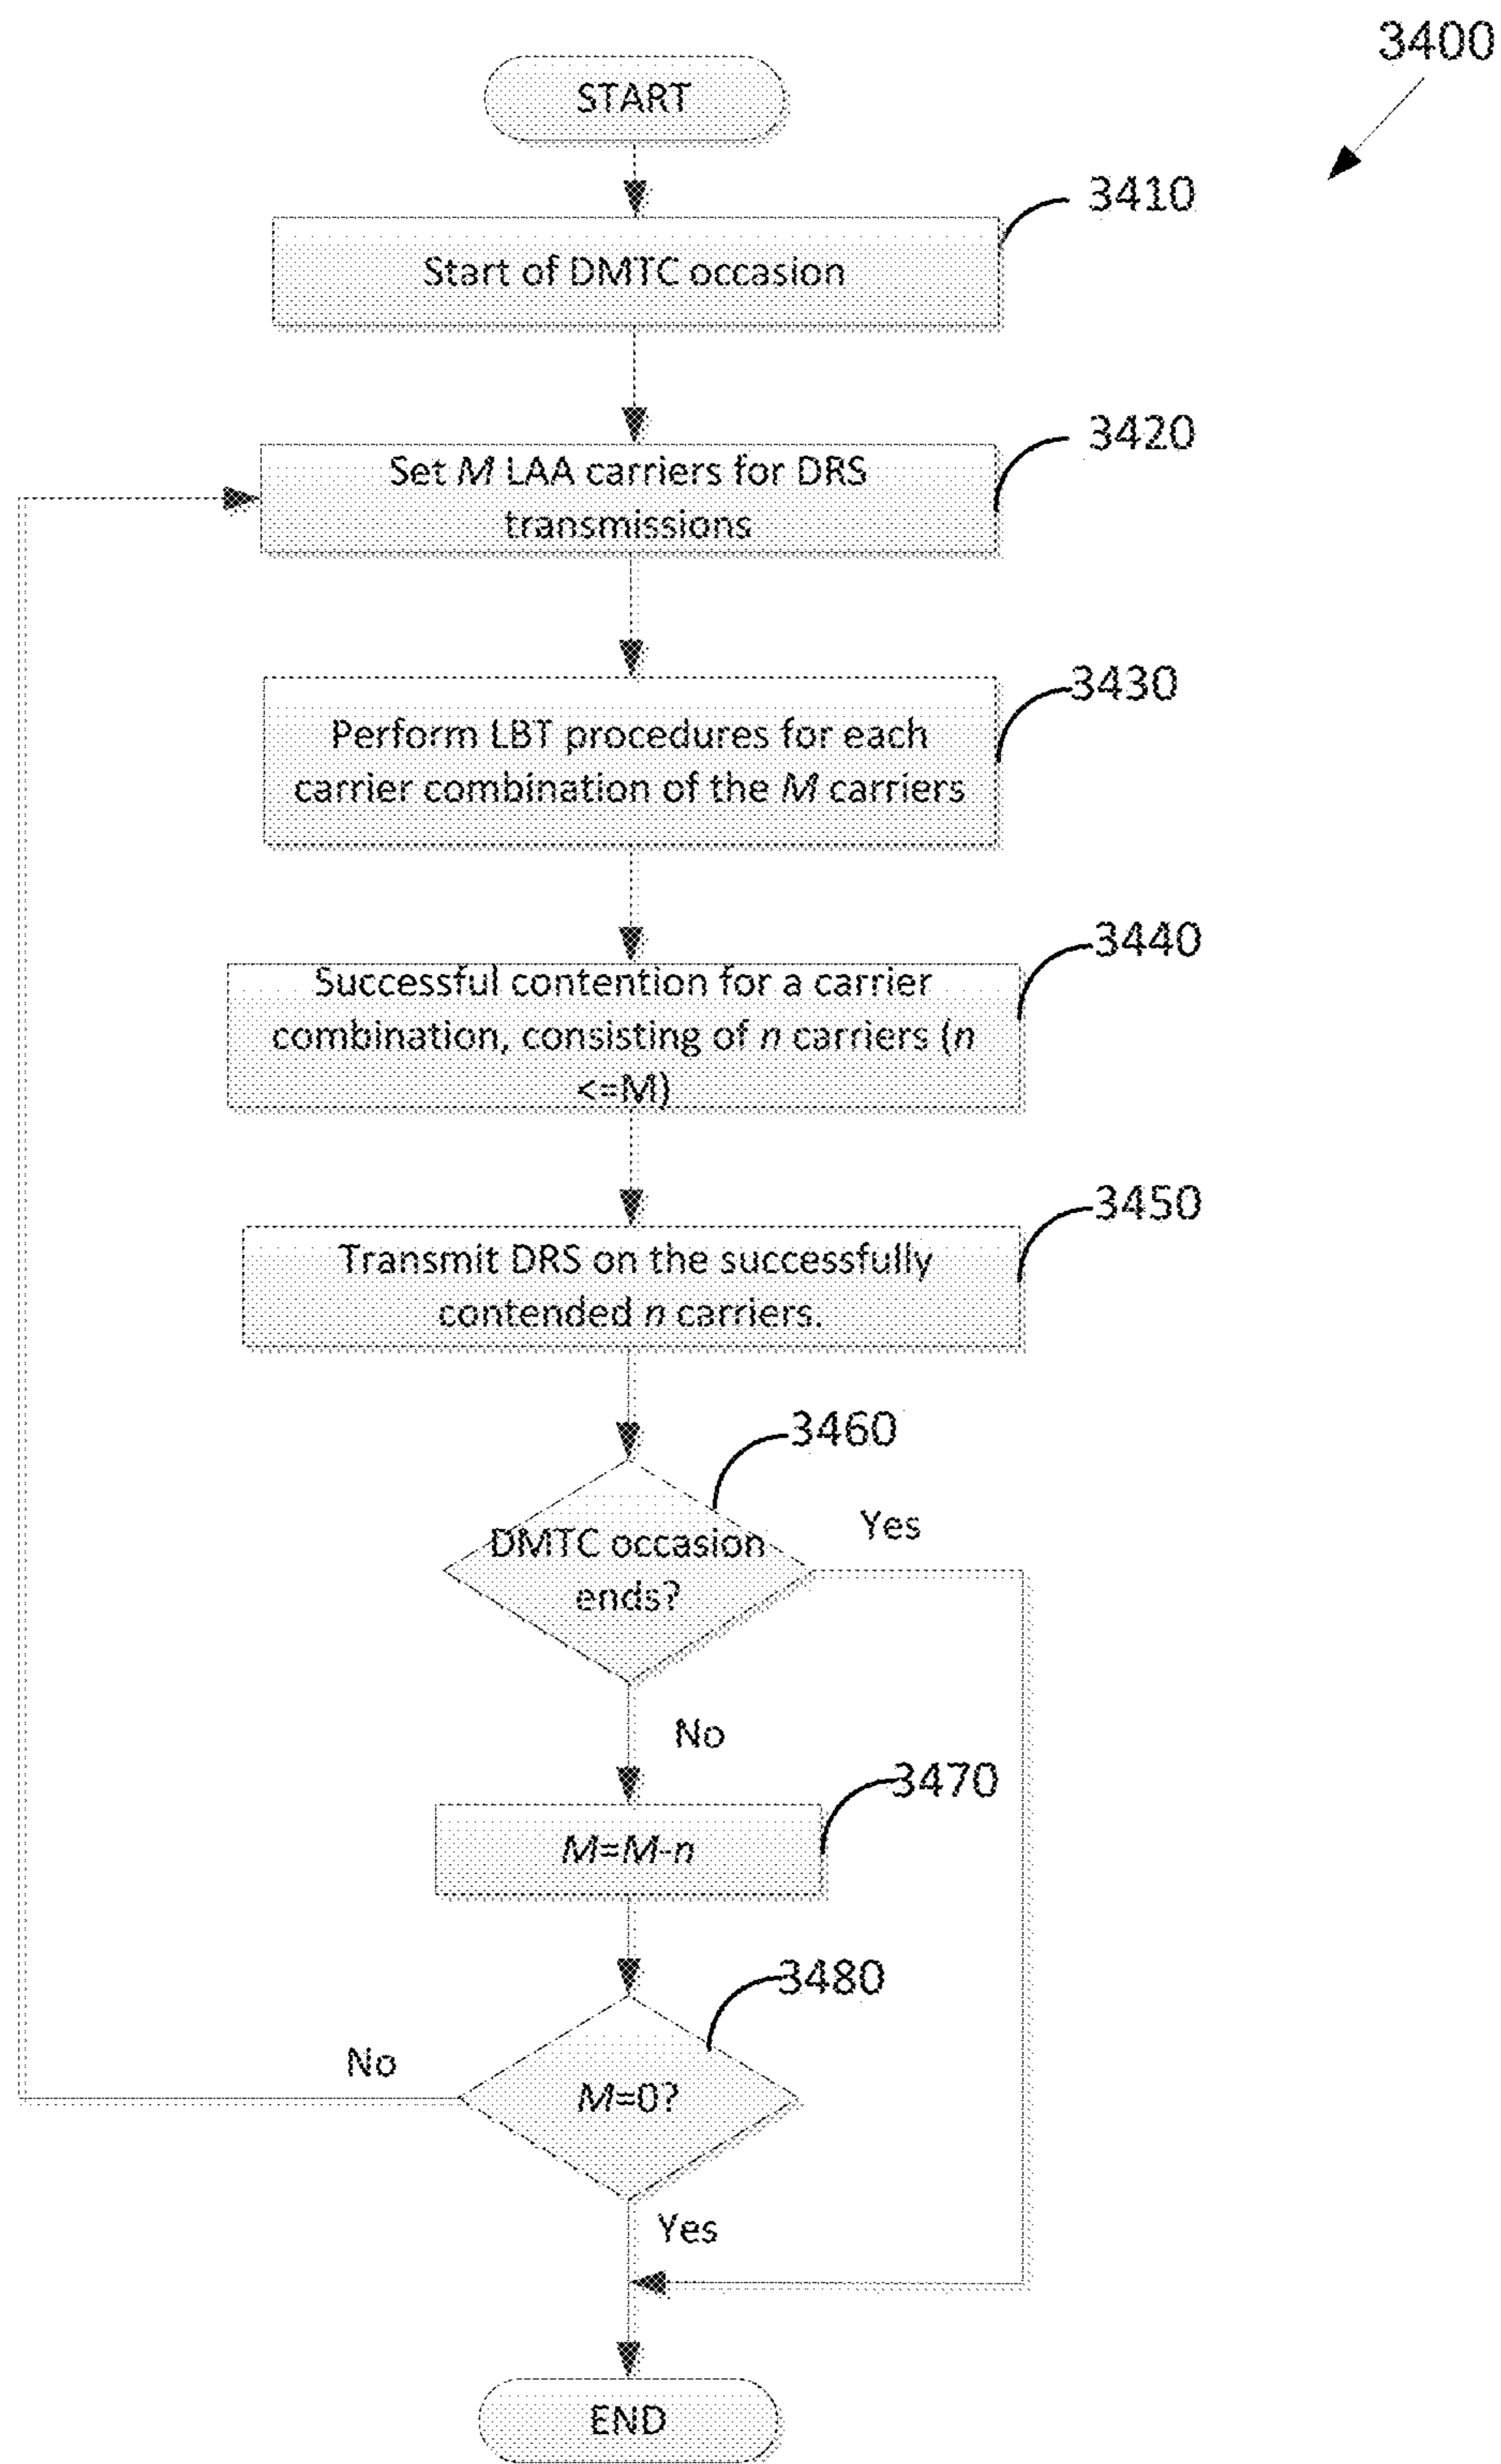 3400
START
3410
Start of DMTC occasion
3420
Set M LAA carriers for DRS
transmissions
3430
Perform LBT procedures for each
carrier combination of the M carriers
3440
Successful contention for a carrier
combination, consisting of n carriers (n
<=M)
3450
Transmit DRS on the successfully
contended n carriers.
3460
DMTC occasion
ends?
Yes
No
3470
M=M-n
3480
M=0?
No
Yes
END